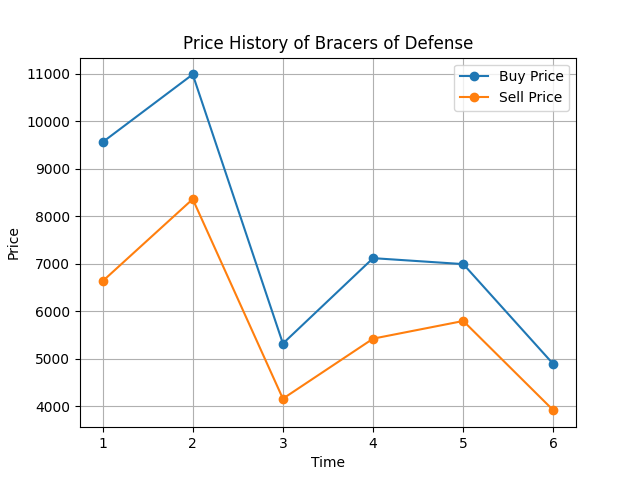 Price History of Bracers of Defense
Buy Price
Sell Price
Price
11000
10000
9000
8000
7000
6000
5000
4000
1
2
3
4
5
6
Time